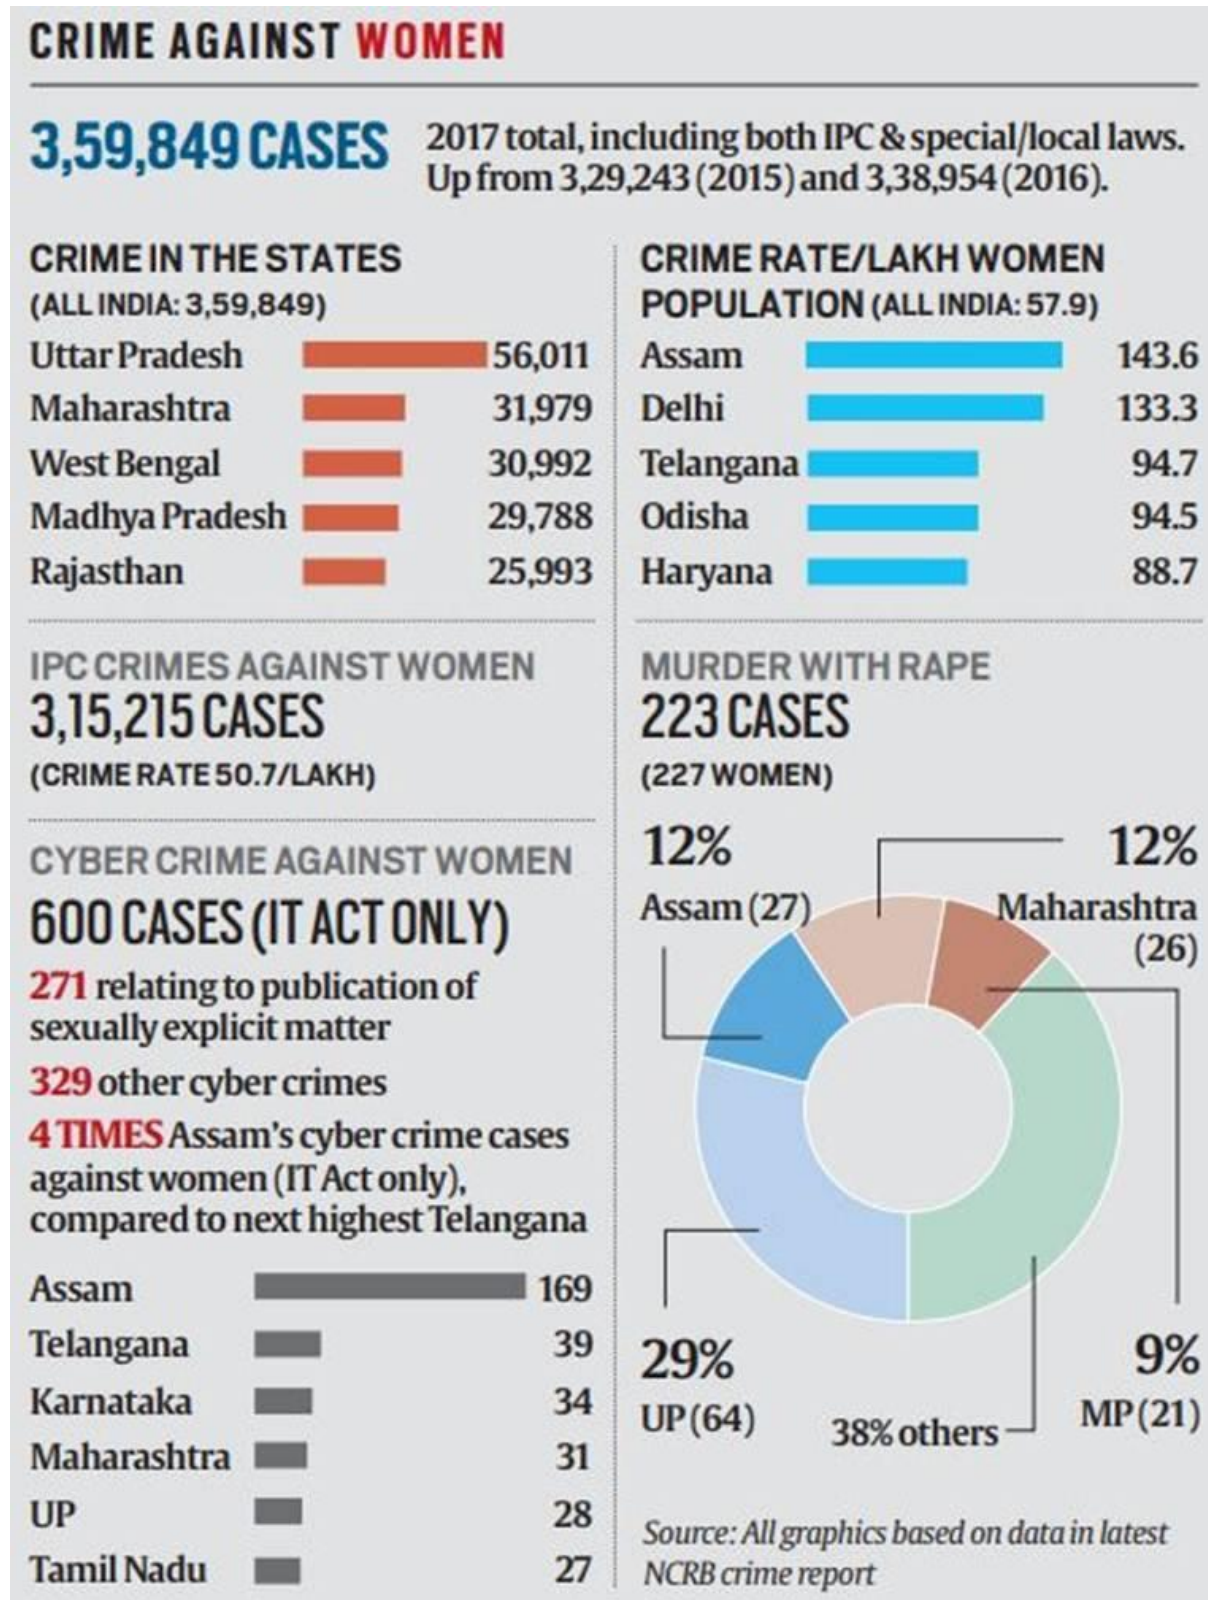 CRIME AGAINST WOMEN
3,59,849 CASES
2017 total, including both IPC & special/local laws.
Up from 3,29,243 (2015) and 3,38,954 (2016).
CRIME IN THE STATES
(ALL INDIA: 3,59,849)
Uttar Pradesh 56,011
Maharashtra 31,979
West Bengal 30,992
Madhya Pradesh 29,788
Rajasthan 25,993
CRIME RATE/LAKH WOMEN
POPULATION (ALL INDIA: 57.9)
Assam 143.6
Delhi 133.3
Telangana 94.7
Odisha 94.5
Haryana 88.7
IPC CRIMES AGAINST WOMEN
3,15,215 CASES
(CRIME RATE 50.7/LAKH)
CYBER CRIME AGAINST WOMEN
600 CASES (IT ACT ONLY)
271 relating to publication of
sexually explicit matter
329 other cyber crimes
4 TIMES Assam's cyber crime cases
against women (IT Act only),
compared to next highest Telangana
Assam 169
Telangana 39
Karnataka 34
Maharashtra 31
UP 28
Tamil Nadu 27
MURDER WITH RAPE
223 CASES
(227 WOMEN)
12%
Assam (27)
12%
Maharashtra
(26)
29%
UP (64)
38% others
9%
MP (21)
Source: All graphics based on data in latest
NCRB crime report